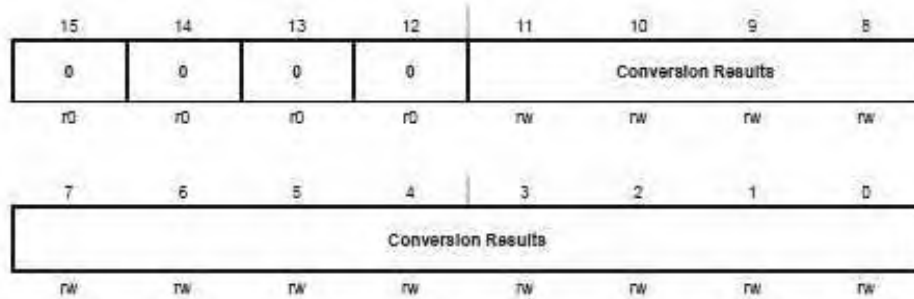 15 14 13 12 11 10 9 8
0 0 0 0 Conversion Results
r0 r0 r0 r0 rw rw rw rw
7 6 5 4 3 2 1 0
Conversion Results
rw rw rw rw rw rw rw rw